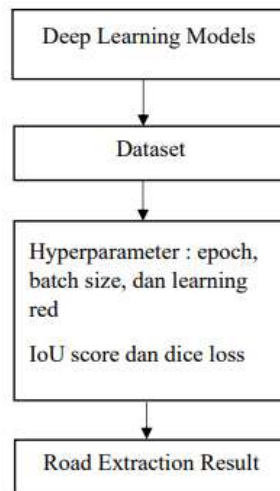 Deep Learning Models
Dataset
Hyperparameter : epoch,
batch size, dan learning
red
IoU score dan dice loss
Road Extraction Result